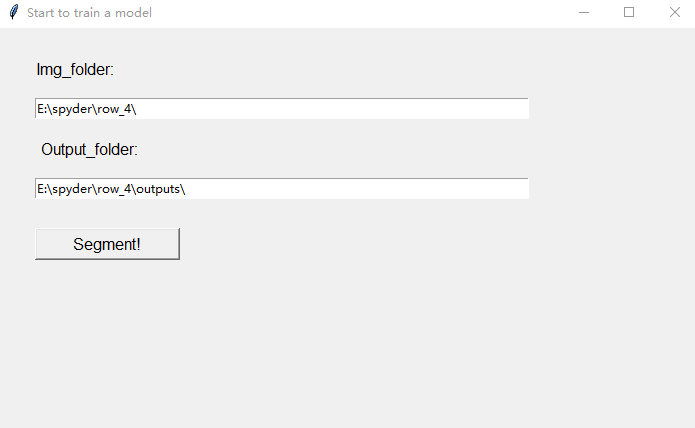 Start to train a model
Img_folder:
E:\spyder\row_4\
Output_folder:
E:\spyder\row_4\outputs\
Segment!